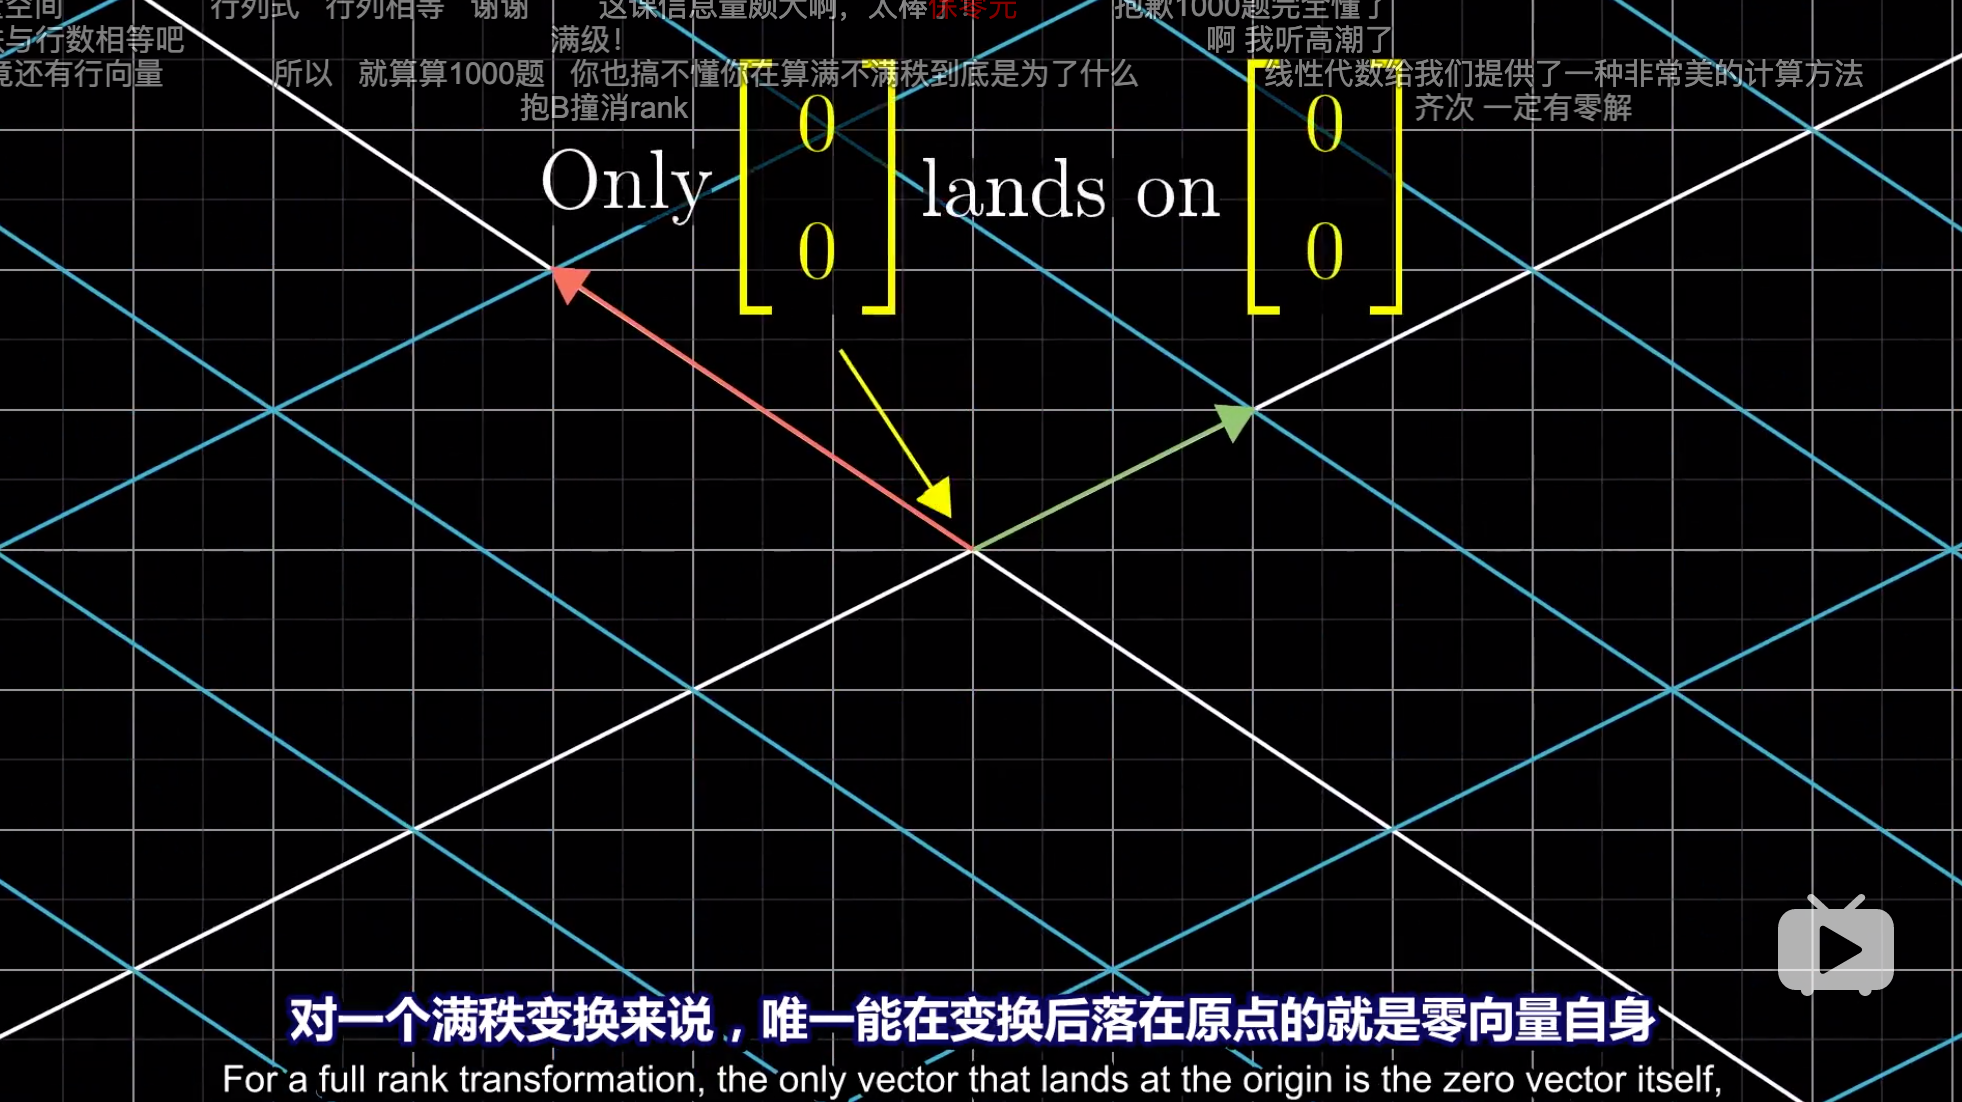 空间 行列式 行列相等 谢谢 这课信息量颇大啊，太棒 抱歉1000题完全懂了
与行数相等吧 满级！ 啊 我听高潮了
竟还有行向量 所以 就算算1000题 你也搞不懂你在算满不满秩到底是为了什么 线性代数给我们提供了一种非常美的计算方法
抱B撞消rank 齐次 一定有零解
Only [0 0] lands on [0 0]
对一个满秩变换来说，唯一能在变换后落在原点的就是零向量自身
For a full rank transformation, the only vector that lands at the origin is the zero vector itself,